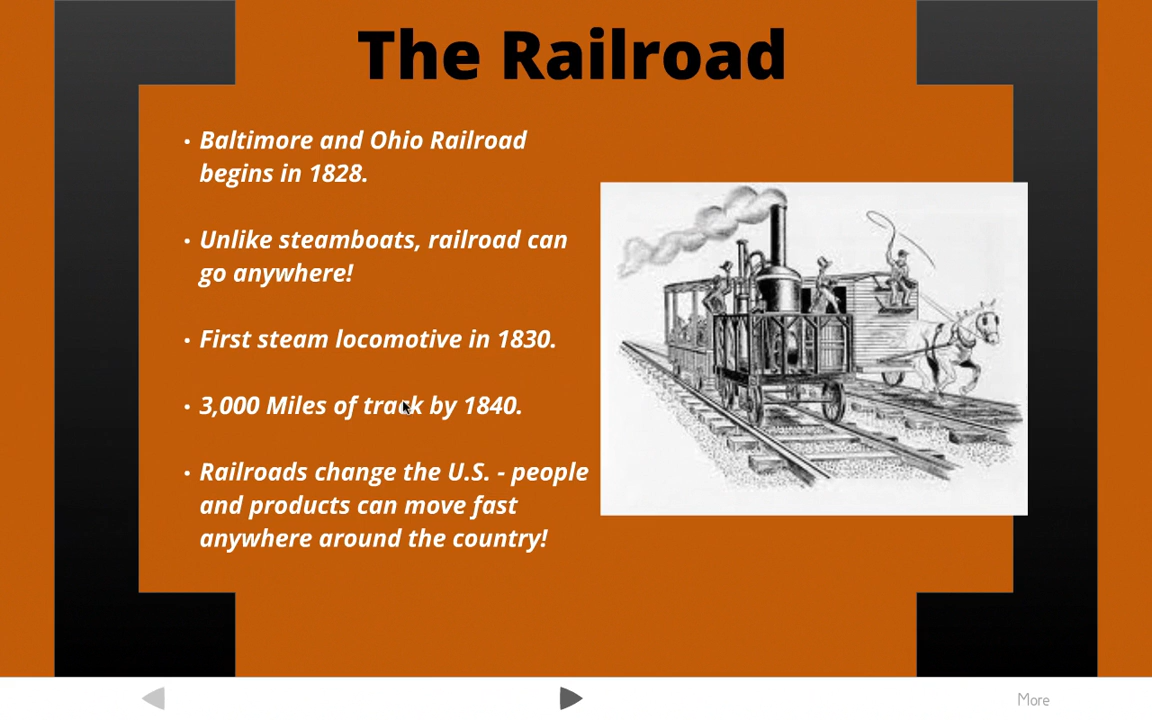 The Railroad
• Baltimore and Ohio Railroad
begins in 1828.
• Unlike steamboats, railroad can
go anywhere!
• First steam locomotive in 1830.
• 3,000 Miles of track by 1840.
• Railroads change the U.S. - people
and products can move fast
anywhere around the country!
More